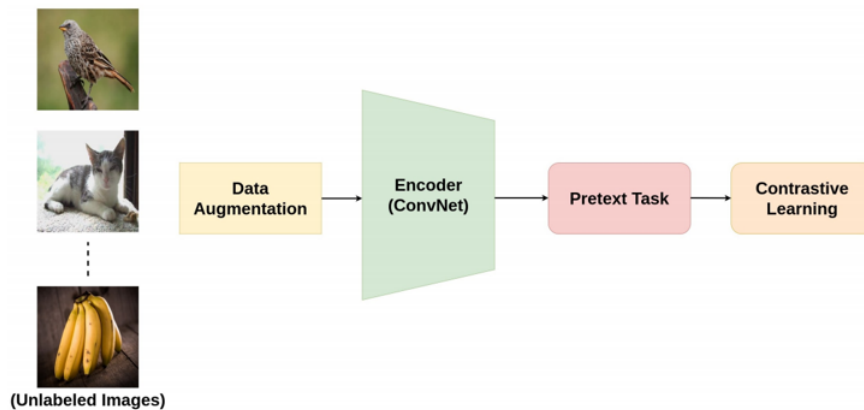 Data
Augmentation
Encoder
(ConvNet)
Pretext Task
Contrastive
Learning
(Unlabeled Images)